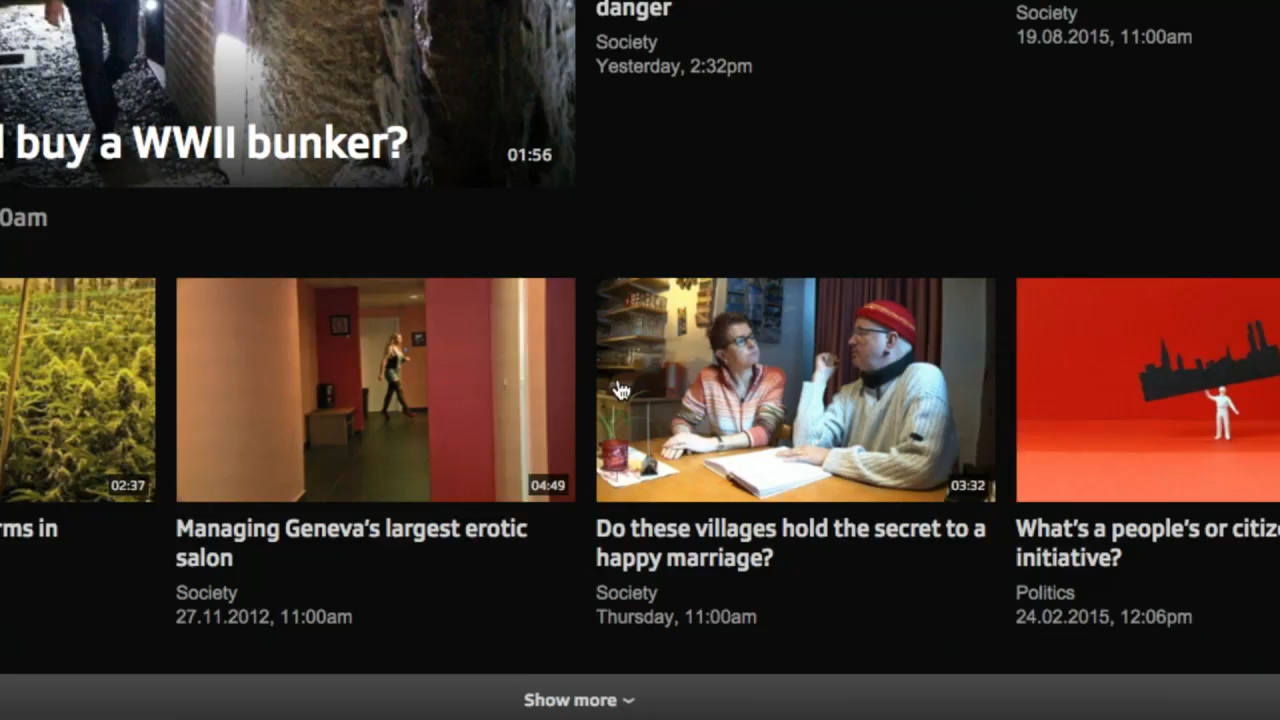 danger
Society
Yesterday, 2:32pm
Society
19.08.2015, 11:00am
buy a WWII bunker?
01:56
0am
02:37
04:49
03:32
rms in
Managing Geneva's largest erotic
salon
Society
27.11.2012, 11:00am
Do these villages hold the secret to a
happy marriage?
Society
Thursday, 11:00am
What's a people's or citiz
initiative?
Politics
24.02.2015, 12:06pm
Show more